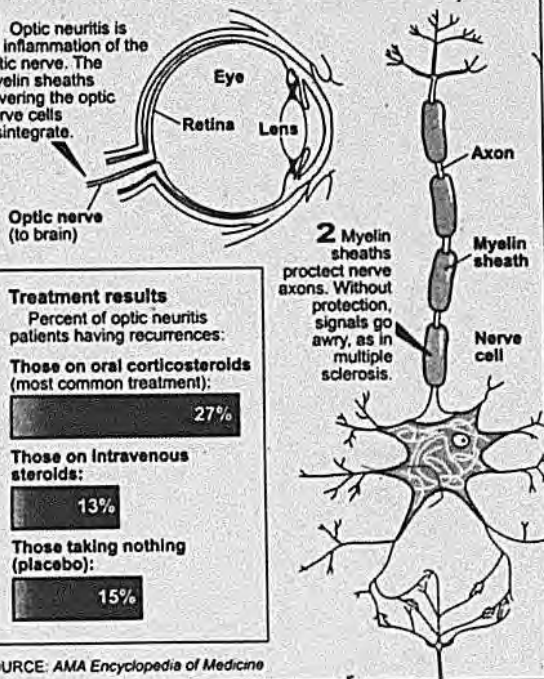 Optic neuritis is
inflammation of the
tic nerve. The
yelin sheaths
vering the optic
rve cells
sintegrate.
Eye
Retina
Lens
Optic nerve
(to brain)
Axon
Myelin
sheath
2 Myelin
sheaths
proctect nerve
axons. Without
protection,
signals go
awry, as in
multiple
sclerosis.
Nerve
cell
Treatment results
Percent of optic neuritis
patients having recurrences:
Those on oral corticosteroids
(most common treatment):
27%
Those on Intravenous
steroids:
13%
Those taking nothing
(placebo):
15%
URCE: AMA Encyclopedia of Medicine